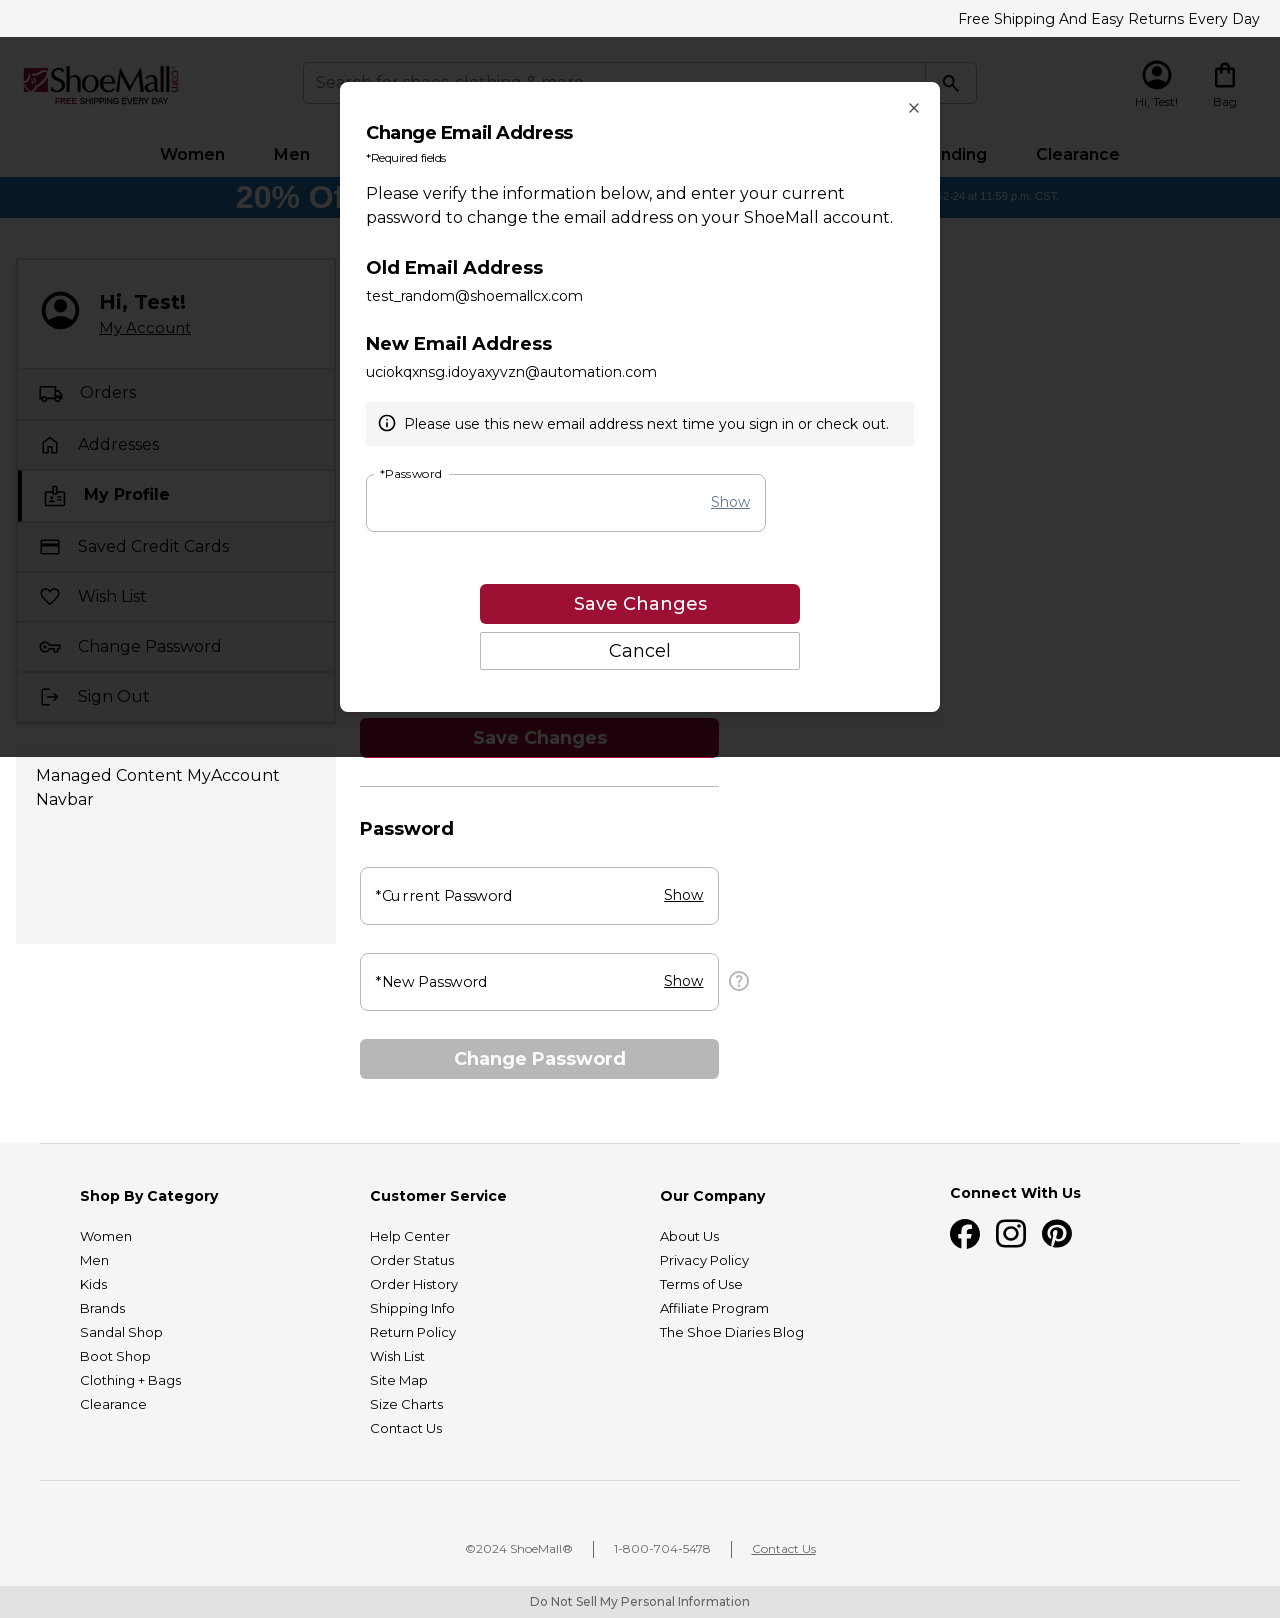 Free Shipping And Easy Returns Every Day
ShoeMall.com
FREE SHIPPING EVERY DAY
Search for shoes, clothing & more
Hi, Test!
Bag
Women
Men
Clearance
20%
-2-24 at 11:59 p.m. CST.
Hi, Test!
My Account
Orders
Addresses
My Profile
Saved Credit Cards
Wish List
Change Password
Sign Out
Managed Content MyAccount
Navbar
Change Email Address
*Required fields
Please verify the information below, and enter your current
password to change the email address on your ShoeMall account.
Old Email Address
test_random@shoemallcx.com
New Email Address
uciokqxnsg.idoyaxyvzn@automation.com
Please use this new email address next time you sign in or check out.
*Password
Show
Save Changes
Cancel
Save Changes
Password
*Current Password
Show
*New Password
Show
Change Password
Shop By Category
Women
Men
Kids
Brands
Sandal Shop
Boot Shop
Clothing + Bags
Clearance
Customer Service
Help Center
Order Status
Order History
Shipping Info
Return Policy
Wish List
Site Map
Size Charts
Contact Us
Our Company
About Us
Privacy Policy
Terms of Use
Affiliate Program
The Shoe Diaries Blog
Connect With Us
©2024 ShoeMall®
1-800-704-5478
Contact Us
Do Not Sell My Personal Information